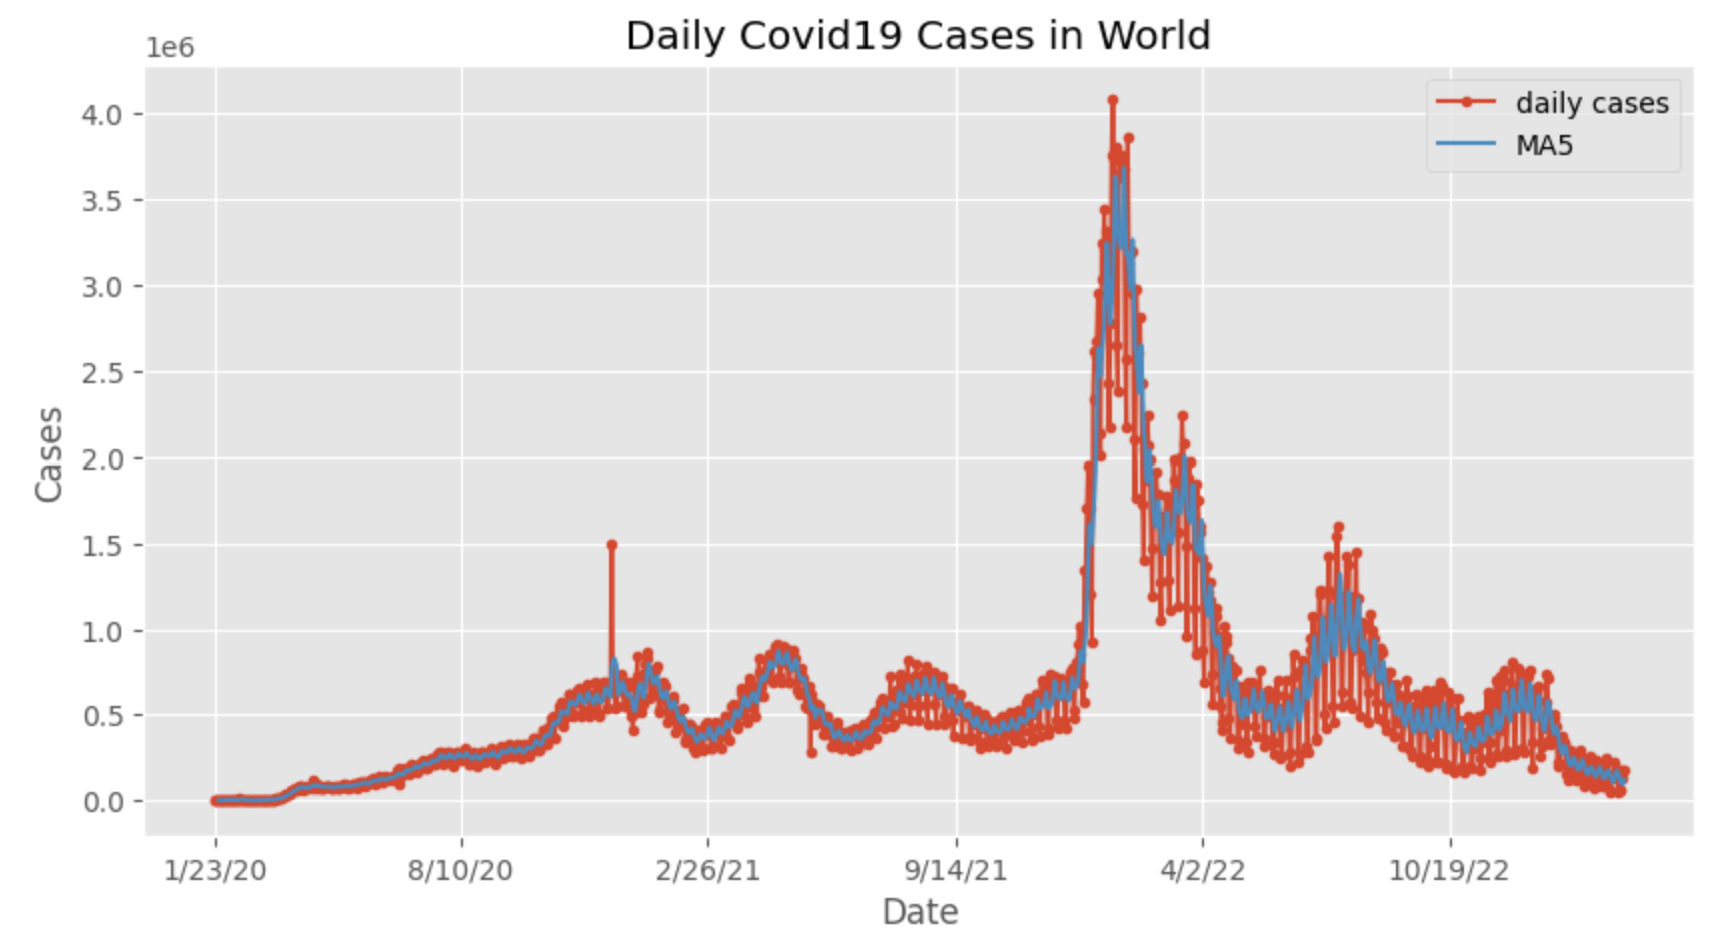 Daily Covid19 Cases in World
1e6
daily cases
MA5
4.0
3.5
3.0
2.5
2.0
1.5
1.0
0.5
0.0
Cases
1/23/20 8/10/20 2/26/21 9/14/21 4/2/22 10/19/22
Date